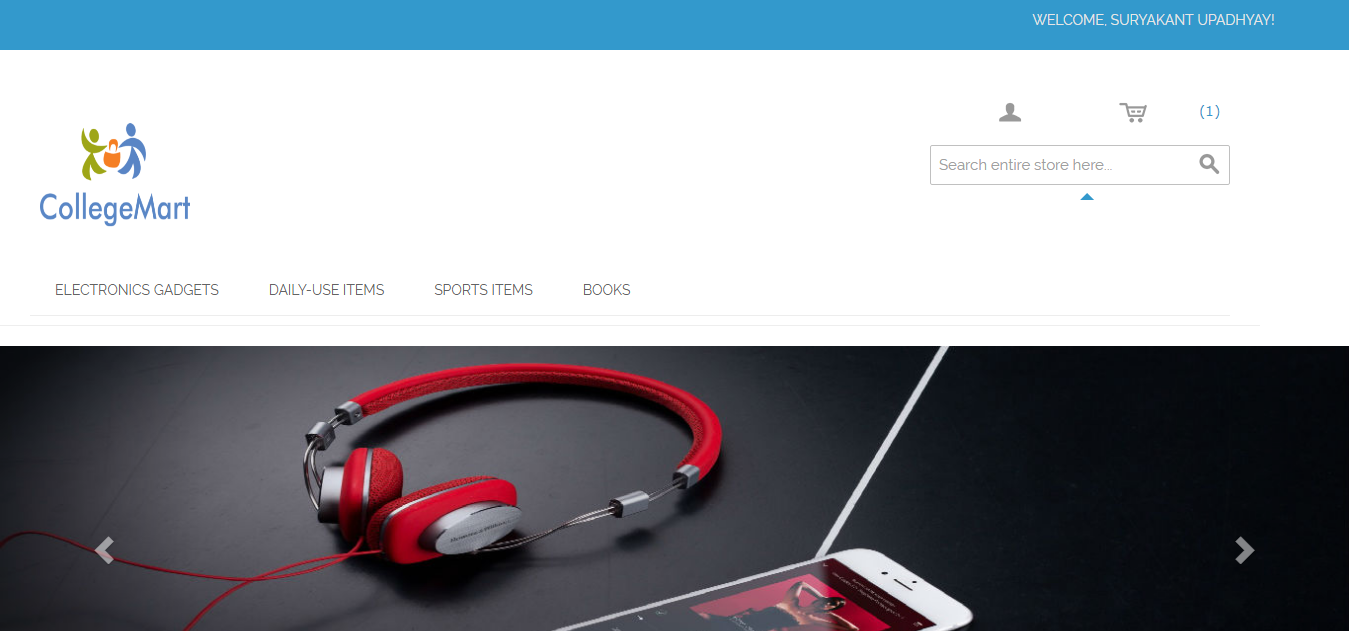 WELCOME, SURYAKANT UPADHYAY!
(1)
Search entire store here...
CollegeMart
ELECTRONICS GADGETS DAILY-USE ITEMS SPORTS ITEMS BOOKS